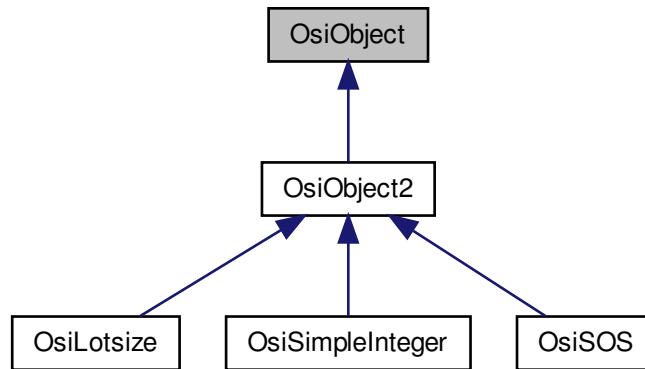 OsiObject
OsiObject2
OsiLotsize
OsiSimpleInteger
OsiSOS